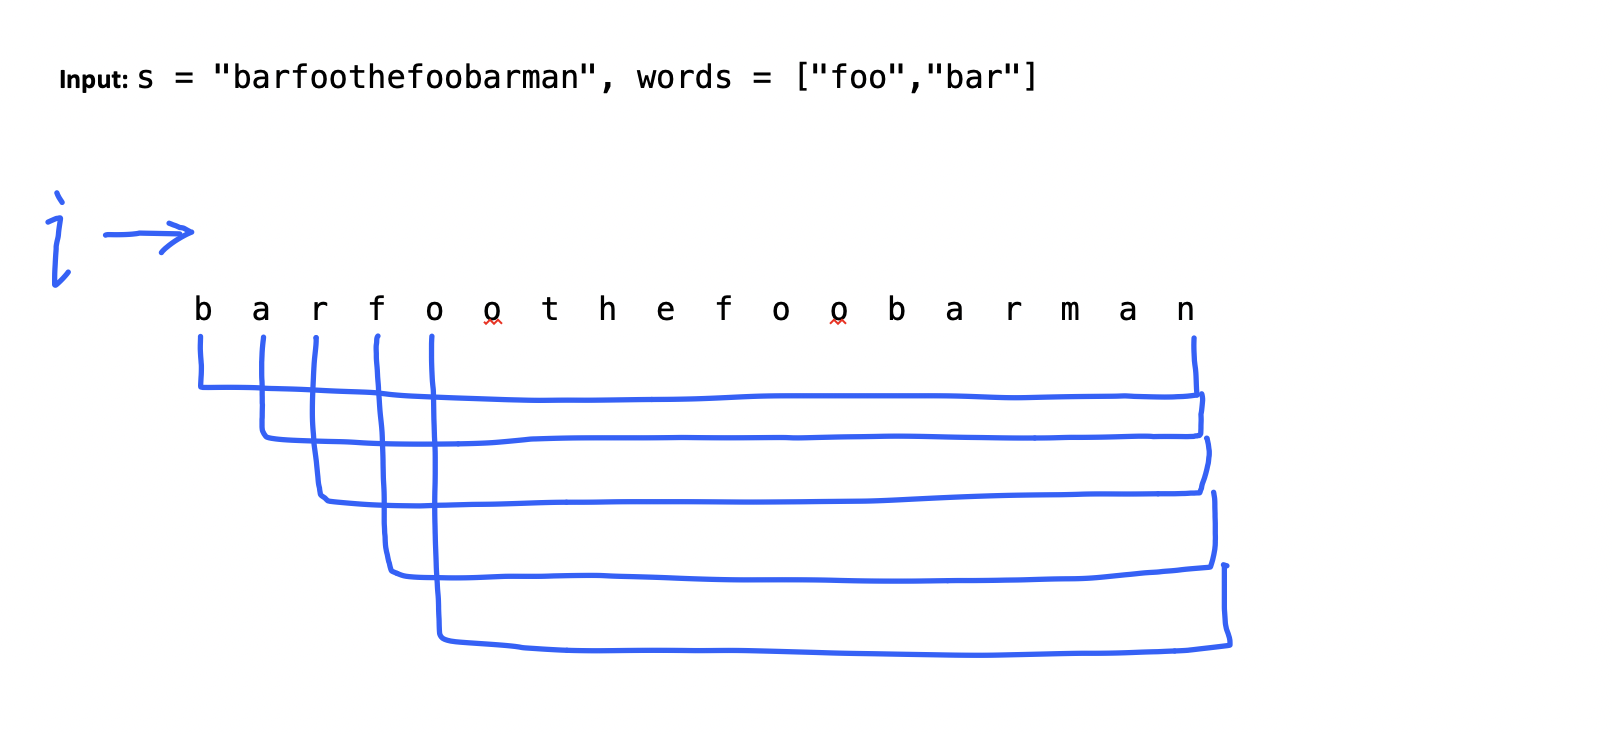 Input: s = "barfoothefoobarman", words = ["foo","bar"]
i
b a r f o o t h e f o o b a r m a n